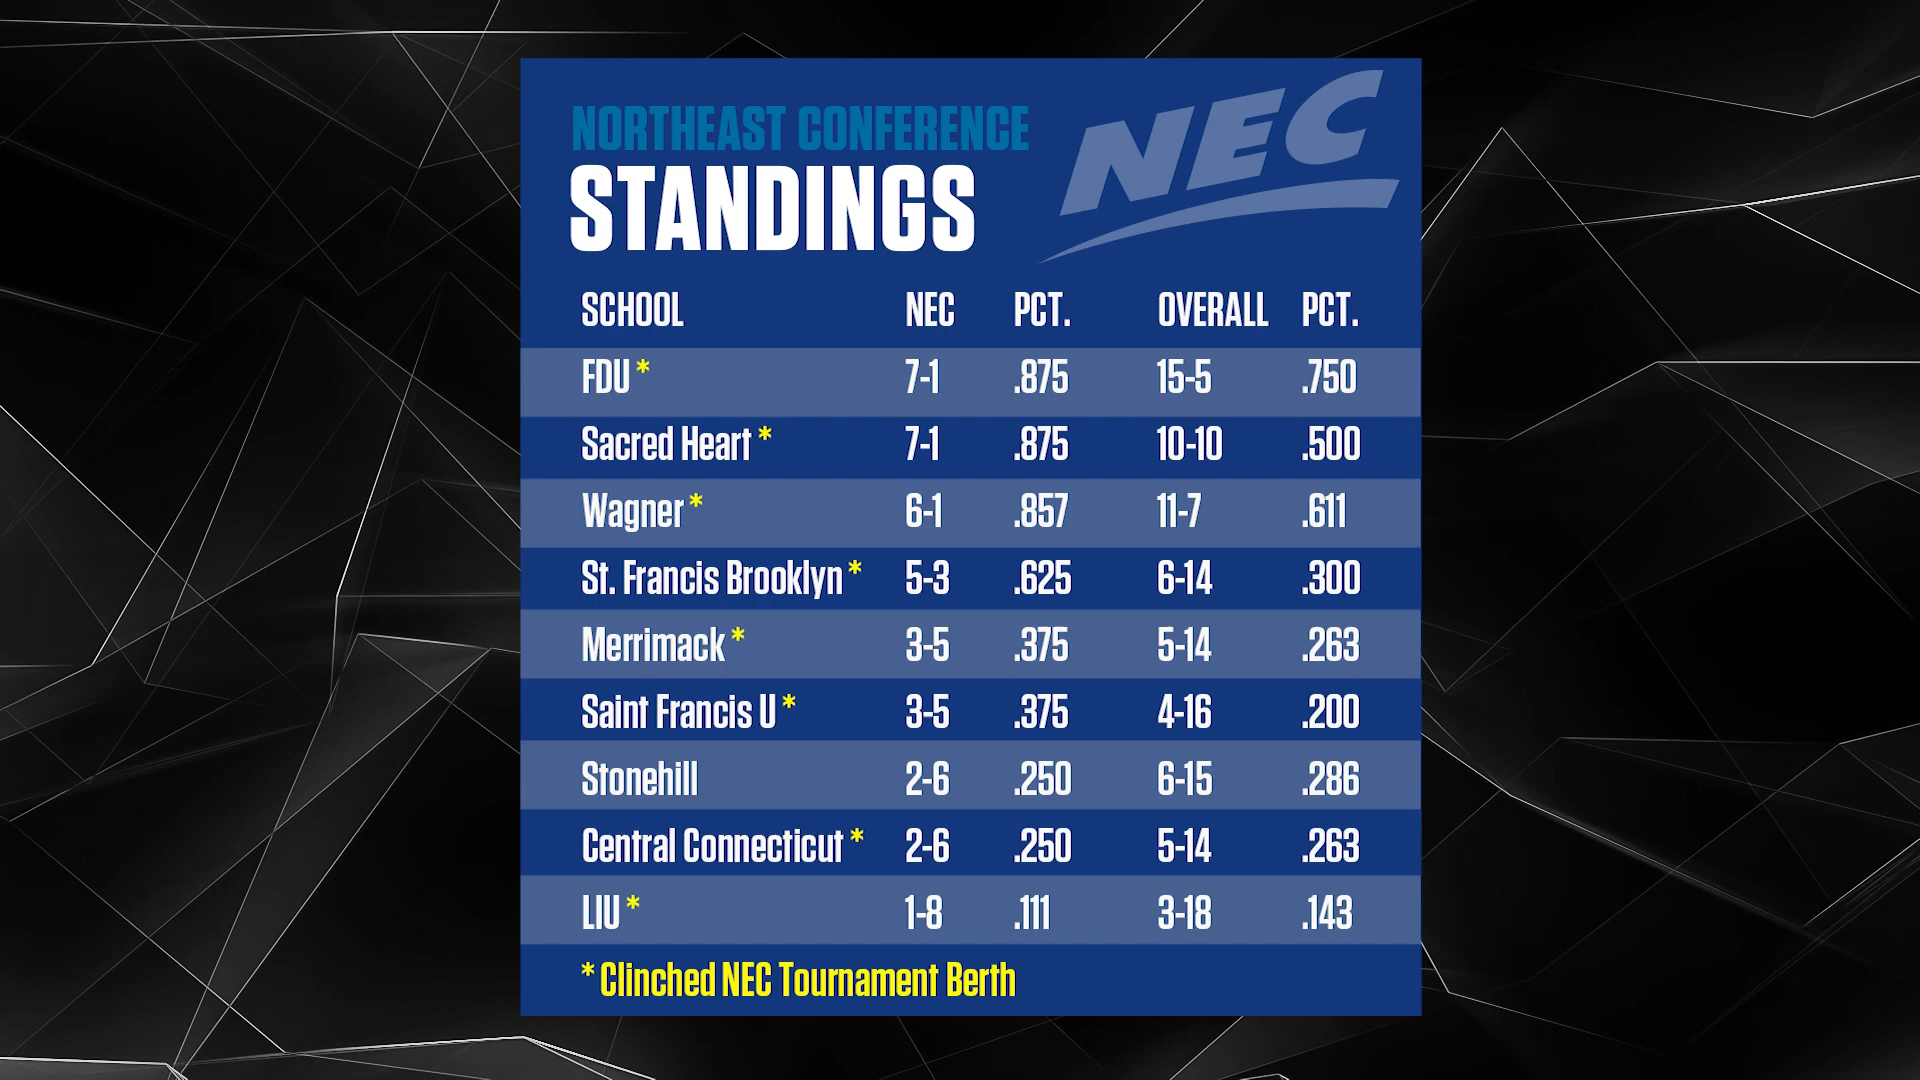 NORTHEAST CONFERENCE
NEC
STANDINGS
SCHOOL NEC PCT. OVERALL PCT.
FDU * 7-1 .875 15-5 .750
Sacred Heart * 7-1 .875 10-10 .500
Wagner * 6-1 .857 11-7 .611
St. Francis Brooklyn * 5-3 .625 6-14 .300
Merrimack * 3-5 .375 5-14 .263
Saint Francis U * 3-5 .375 4-16 .200
Stonehill 2-6 .250 6-15 .286
Central Connecticut * 2-6 .250 5-14 .263
LIU * 1-8 .111 3-18 .143
* Clinched NEC Tournament Berth